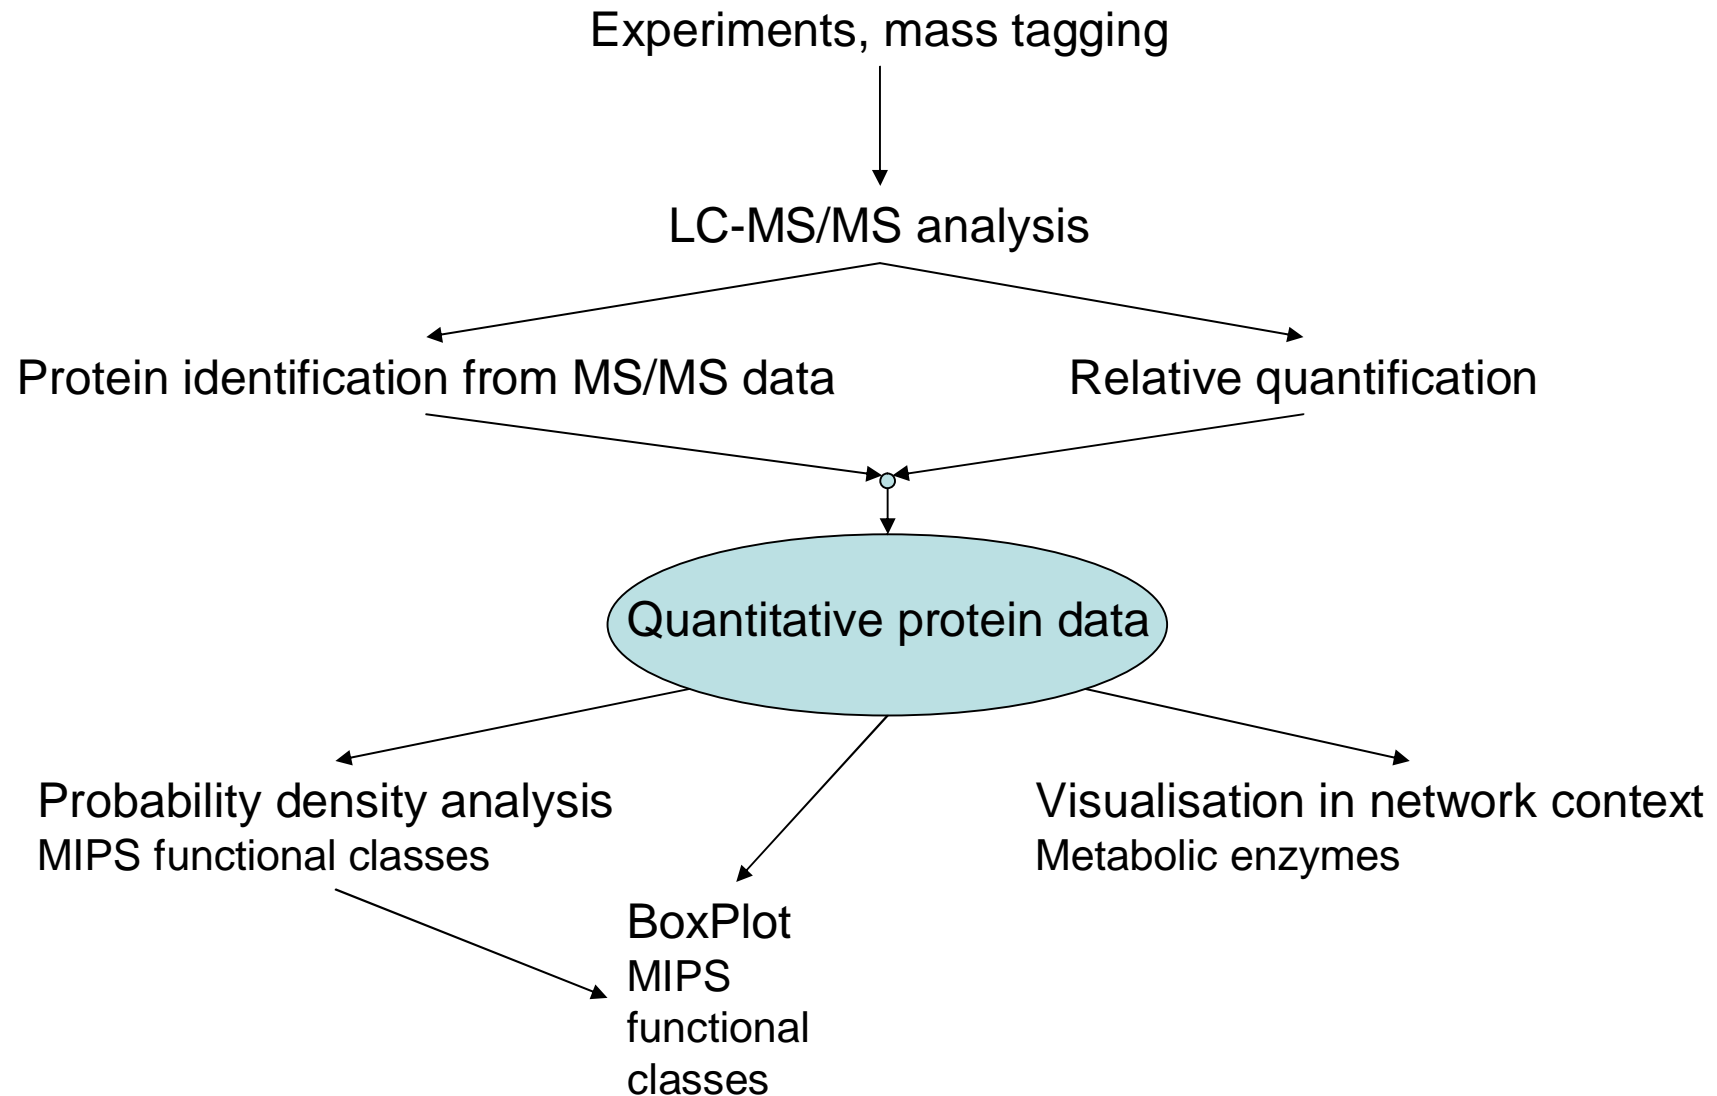 Experiments, mass tagging
LC-MS/MS analysis
Protein identification from MS/MS data
Relative quantification
Quantitative protein data
Probability density analysis
MIPS functional classes
Visualisation in network context
Metabolic enzymes
BoxPlot
MIPS
functional
classes